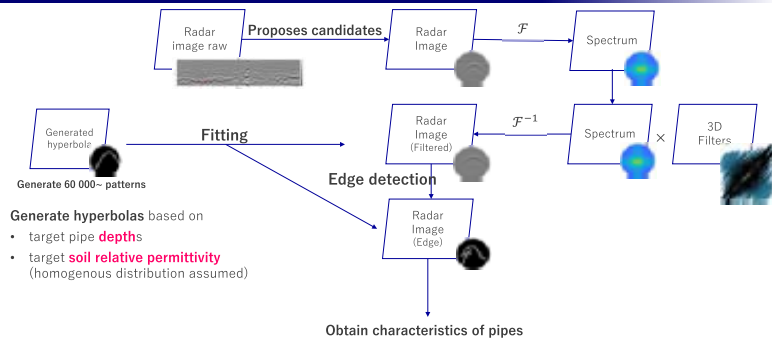 Radar
image raw
Proposes candidates
Radar
Image
ℱ
Spectrum
Generated
hyperbola
Generate 60 000~ patterns
Fitting
Radar
Image
(Filtered)
ℱ⁻¹
Spectrum
×
3D
Filters
Edge detection
Radar
Image
(Edge)
Generate hyperbolas based on
• target pipe depths
• target soil relative permittivity
(homogenous distribution assumed)
Obtain characteristics of pipes